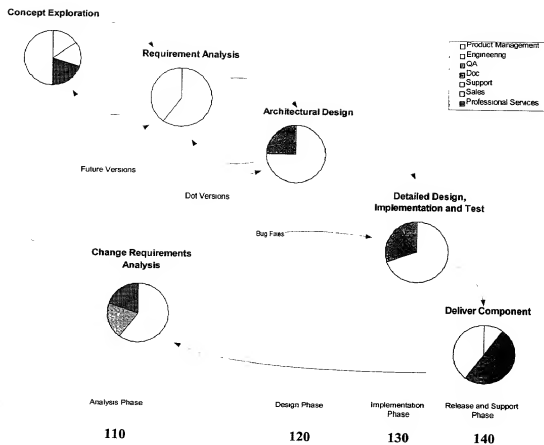 Concept Exploration
Requirement Analysis
Product Management
Engineering
QA
Doc
Support
Sales
Professional Services
Architectural Design
Future Versions
Dot Versions
Detailed Design,
Implementation and Test
Bug Fixes
Change Requirements
Analysis
Deliver Component
Analysis Phase
Design Phase
Implementation
Phase
Release and Support
Phase
110
120
130
140